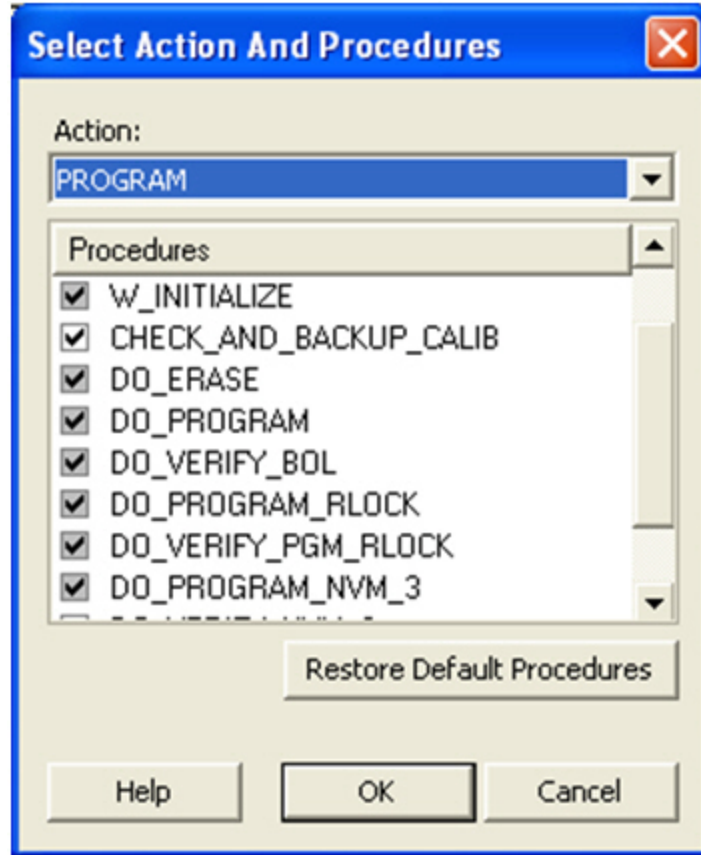 Select Action And Procedures
Action:
PROGRAM
Procedures
W_INITIALIZE
CHECK_AND_BACKUP_CALIB
DO_ERASE
DO_PROGRAM
DO_VERIFY_BOL
DO_PROGRAM_RLOCK
DO_VERIFY_PGM_RLOCK
DO_PROGRAM_NVM_3
Restore Default Procedures
Help OK Cancel